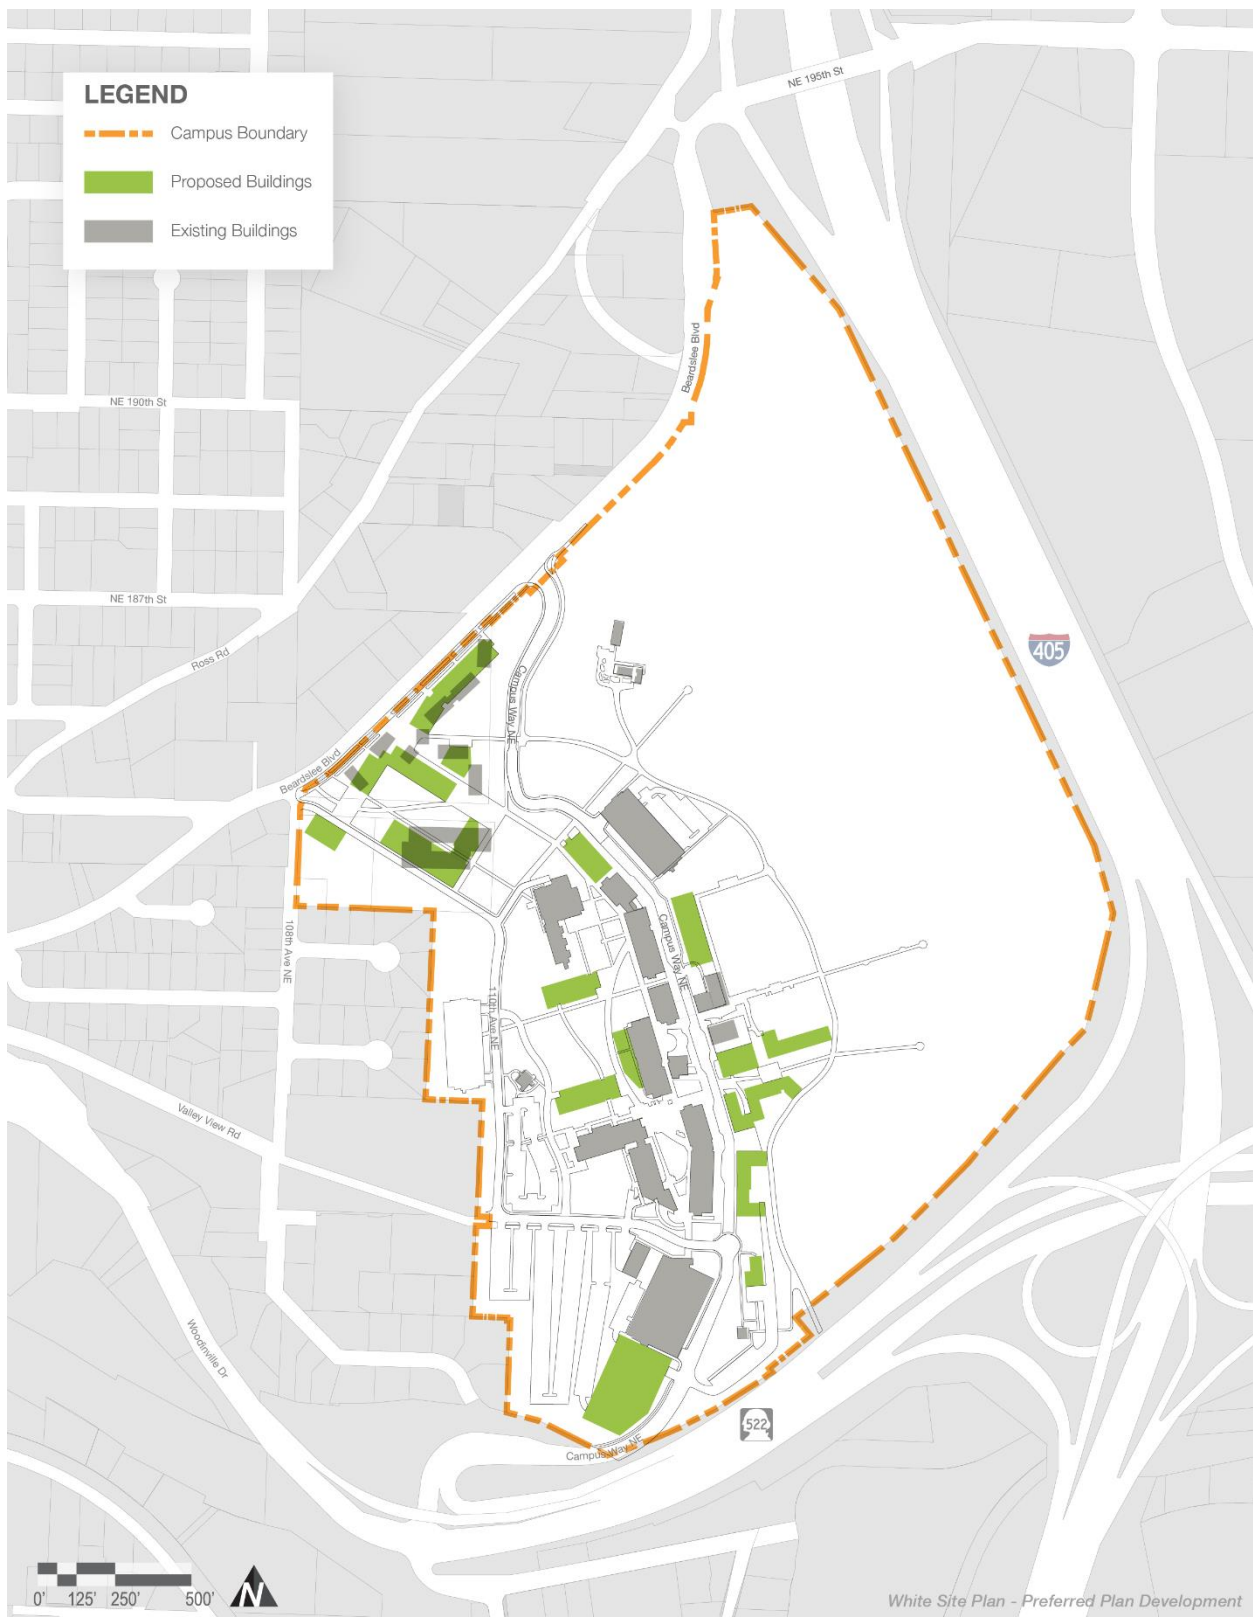 NE 195th St
LEGEND
Campus Boundary
Proposed Buildings
Existing Buildings
Beardslee Blvd
NE 190th St
NE 187th St
405
Ross Rd
Campus Way NE
Beardslee Blvd
108th Ave NE
Campus Way NE
110th Ave NE
Valley View Rd
Woodinville Dr
522
Campus Way NE
0' 125' 250' 500'
N
White Site Plan - Preferred Plan Development